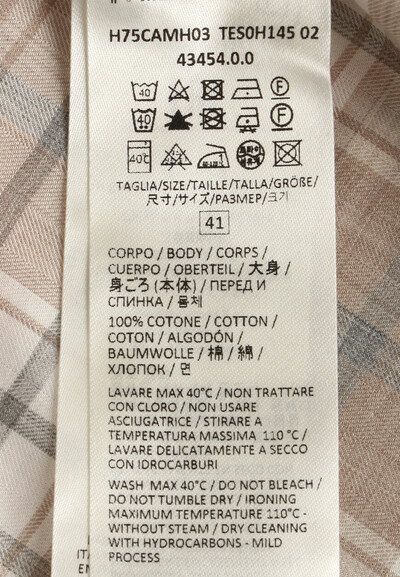 H75CAMH03 TES0H145 02
43454.0.0
40 F
40 F
40℃
TAGLIA/SIZE/TAILLE/TALLA/GRÖßE/
尺寸/サイズ/РАЗМЕР/크기
41
CORPO / BODY / CORPS /
CUERPO / OBERTEIL / 大身 /
身ごろ (本体) / ПЕРЕД И
СПИНКА / 몸체
100% COTONE / COTTON /
COTON / ALGODÓN /
BAUMWOLLE / 棉 / 綿 /
ХЛОПОК / 면
LAVARE MAX 40°C / NON TRATTARE
CON CLORO / NON USARE
ASCIUGATRICE / STIRARE A
TEMPERATURA MASSIMA 110 °C /
LAVARE DELICATAMENTE A SECCO
CON IDROCARBURI
WASH MAX 40°C / DO NOT BLEACH /
DO NOT TUMBLE DRY / IRONING
MAXIMUM TEMPERATURE 110°C -
WITHOUT STEAM / DRY CLEANING
WITH HYDROCARBONS - MILD
PROCESS